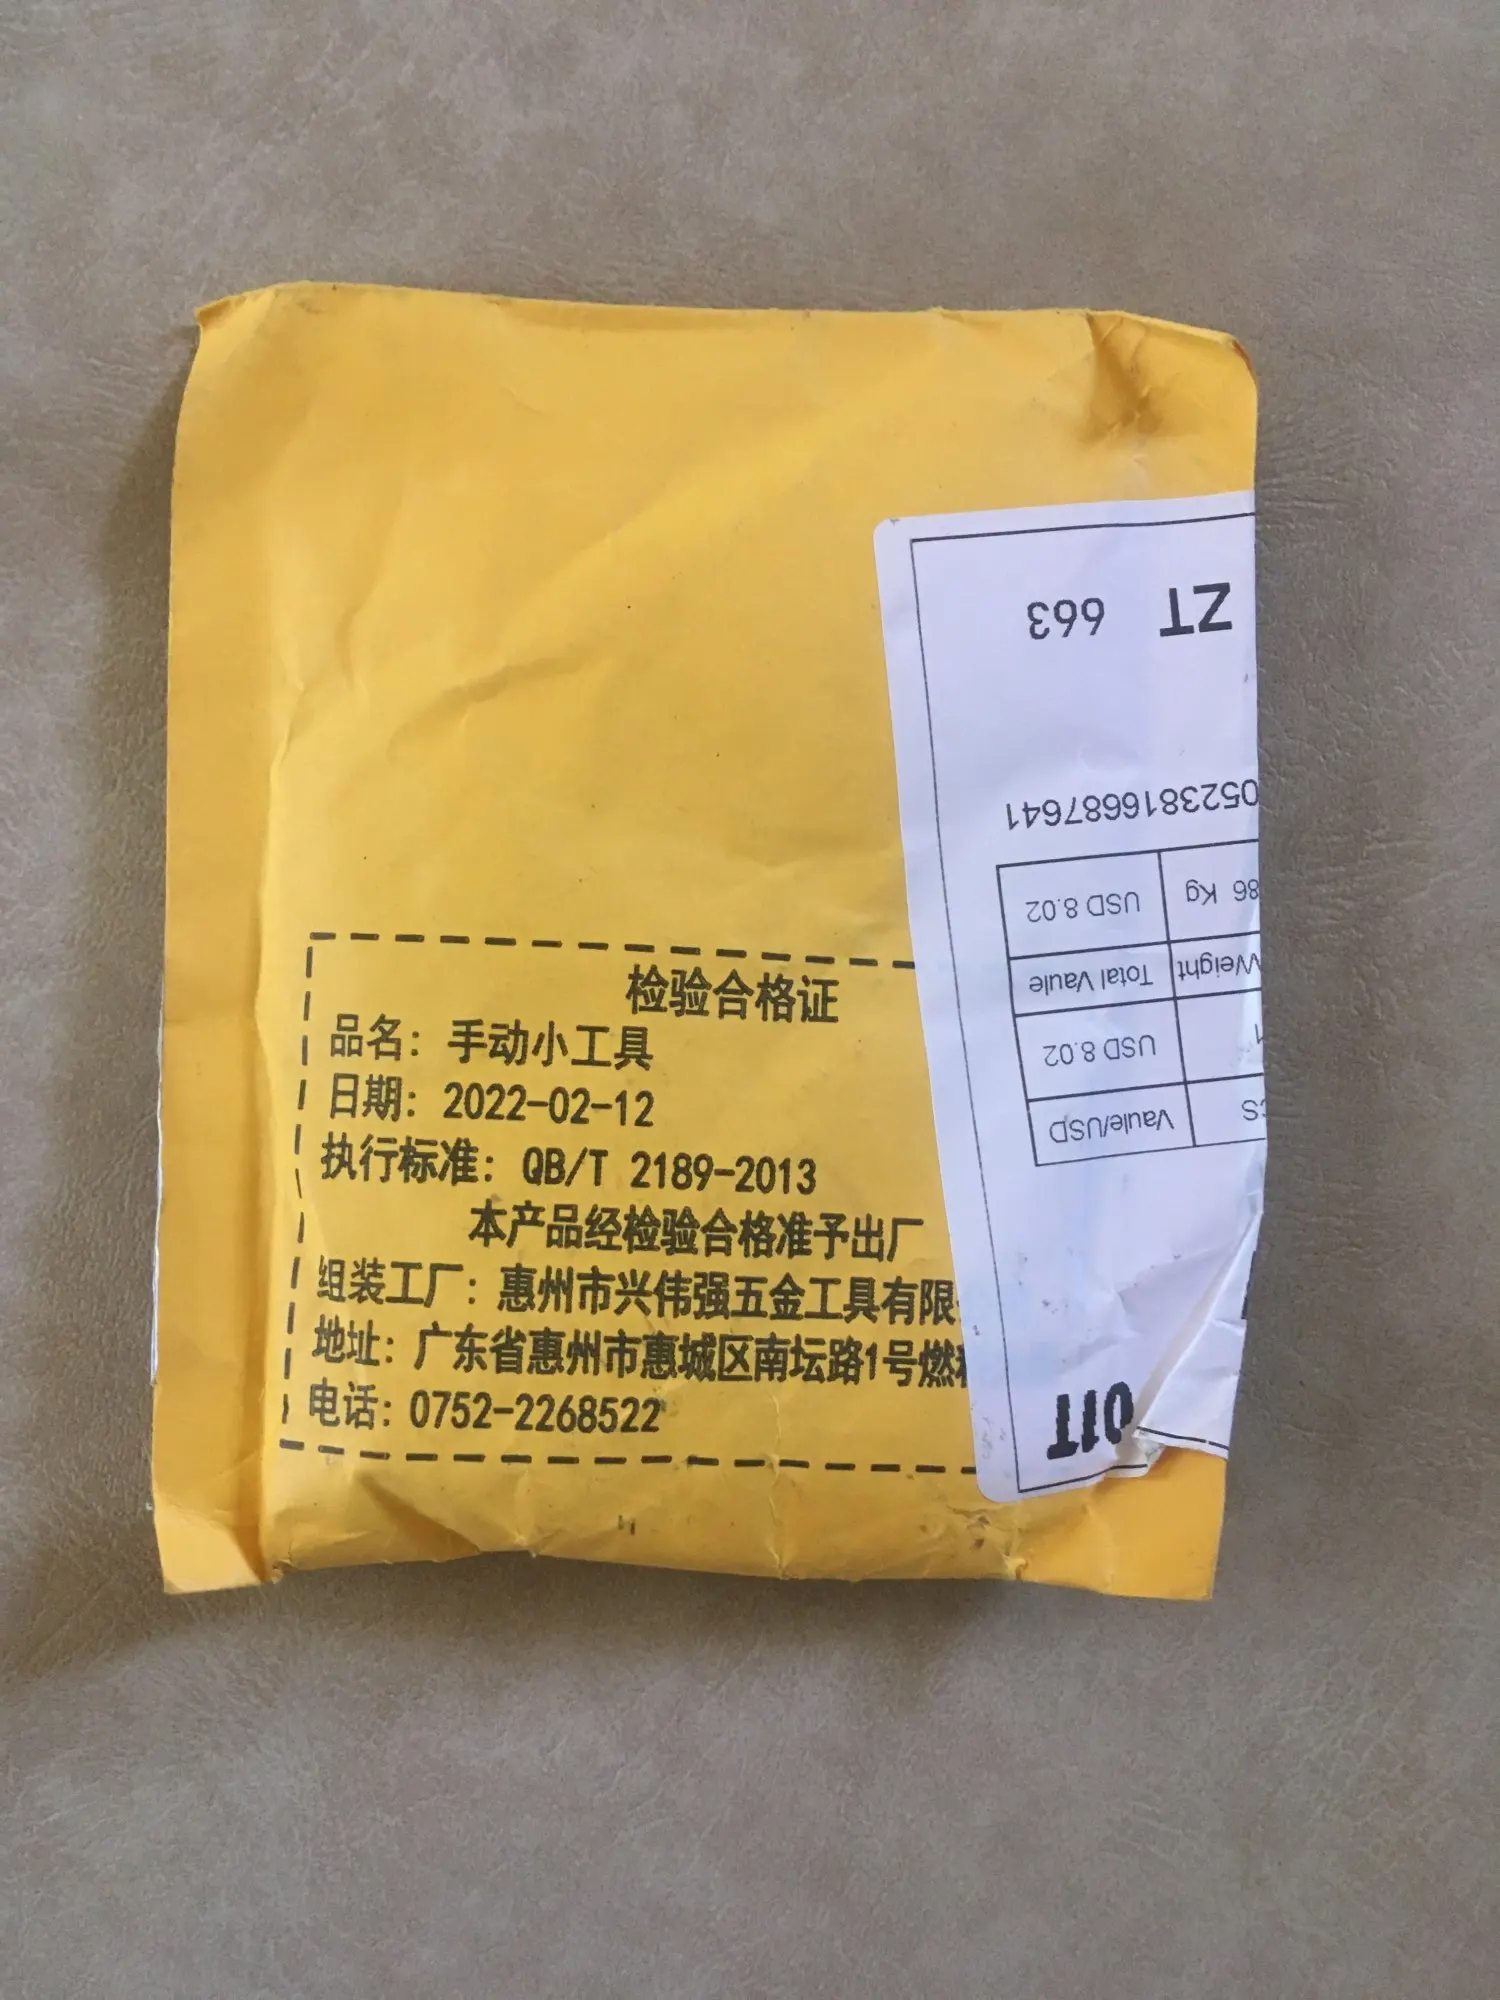 检验合格证
品名: 手动小工具
日期: 2022-02-12
执行标准: QB/T 2189-2013
本产品经检验合格准予出厂
组装工厂: 惠州市兴伟强五金工具有限
地址: 广东省惠州市惠城区南坛路1号燃
电话: 0752-2268522
01T
Vaule/USD
USD 8.02
Weight Total Vaule
86 Kg USD 8.02
0523816687641
ZT 663